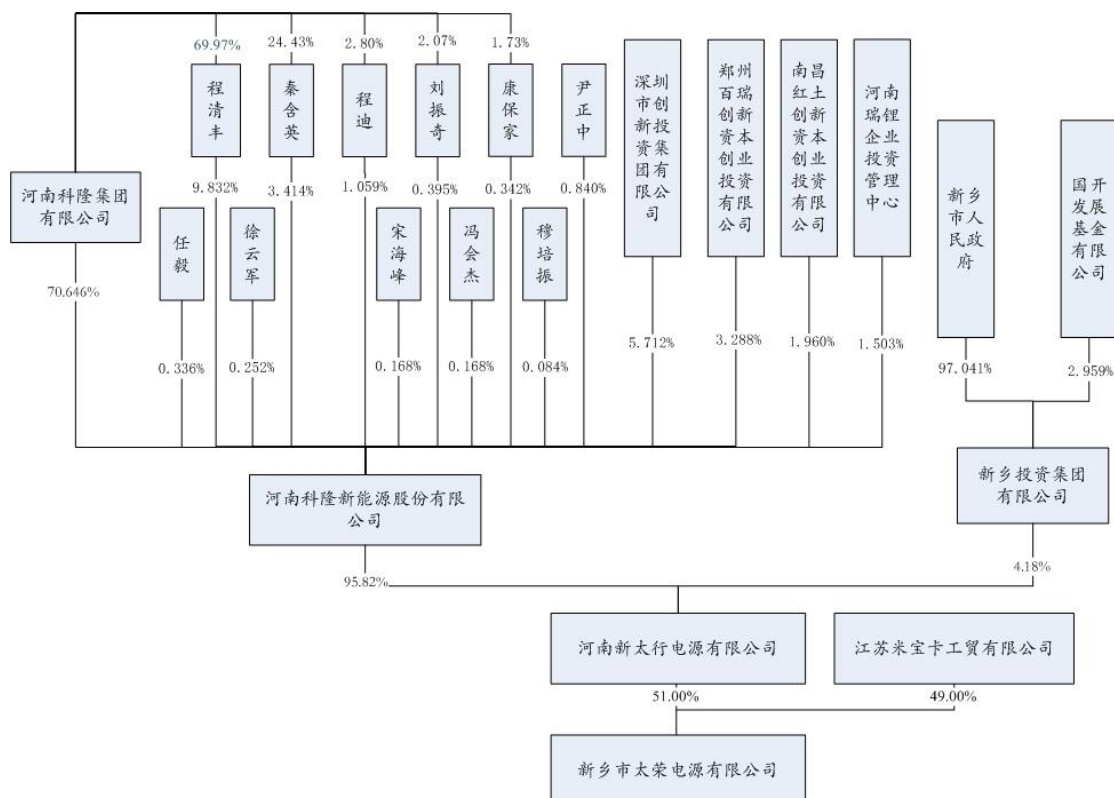 69.97%
24.43%
2.80%
2.07%
1.73%
程清丰
秦含英
程迪
刘振奇
康保家
尹正中
深圳市创新投资集团有限公司
郑州百瑞创新资本创业投资有限公司
南昌红土创新资本创业投资有限公司
河南瑞锂企业投资管理中心
河南科隆集团
有限公司
9.832%
3.414%
1.059%
0.395%
0.342%
0.840%
新乡市人民政府
国开发展基金有限公司
任毅
徐云军
宋海峰
冯会杰
穆培振
70.646%
0.336%
0.252%
0.168%
0.168%
0.084%
5.712%
3.288%
1.960%
1.503%
97.041%
2.959%
河南科隆新能源股份有限
公司
新乡投资集团
有限公司
95.82%
4.18%
河南新太行电源有限公司
江苏米宝卡工贸有限公司
51.00%
49.00%
新乡市太荣电源有限公司